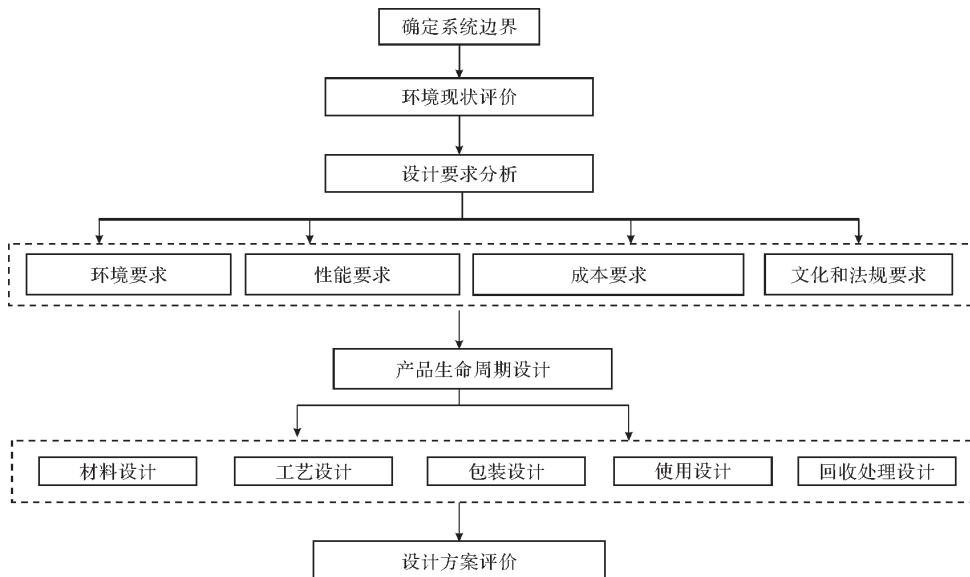 确定系统边界
环境现状评价
设计要求分析
环境要求
性能要求
成本要求
文化和法规要求
产品生命周期设计
材料设计
工艺设计
包装设计
使用设计
回收处理设计
设计方案评价